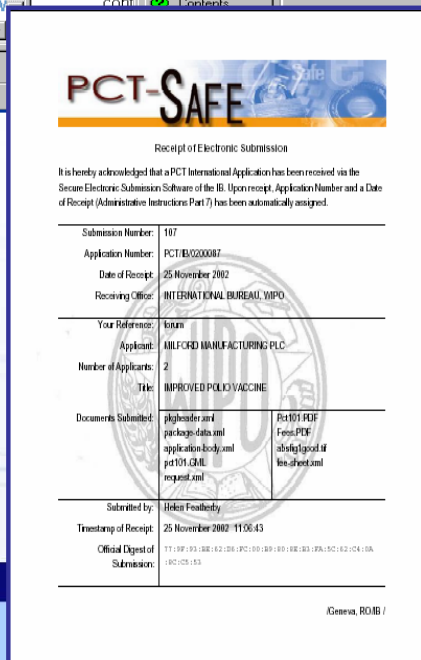 Contents
PCT-SAFE
Safe
Receipt of Electronic Submission
It is hereby acknowledged that a PCT International Application has been received via the
Secure Electronic Submission Software of the IB. Upon receipt, Application Number and a Date
of Receipt (Administrative Instructions Part 7) has been automatically assigned.
Submission Number: 107
Application Number: PCT/IB/0200087
Date of Receipt: 25 November 2002
Receiving Office: INTERNATIONAL BUREAU, WIPO
Your Reference: forum
Applicant: MILFORD MANUFACTURING PLC
Number of Applicants: 2
Title: IMPROVED POLIO VACCINE
Documents Submitted: pkgheader.xml Pct101.PDF
package-data.xml Fees.PDF
application-body.xml absfig1good.tif
pct101.GML fee-sheet.xml
request.xml
Submitted by: Helen Featherby
Timestamp of Receipt: 25 November 2002 11:06:43
Official Digest of
Submission:
/Geneva, RO/IB /
WIPO